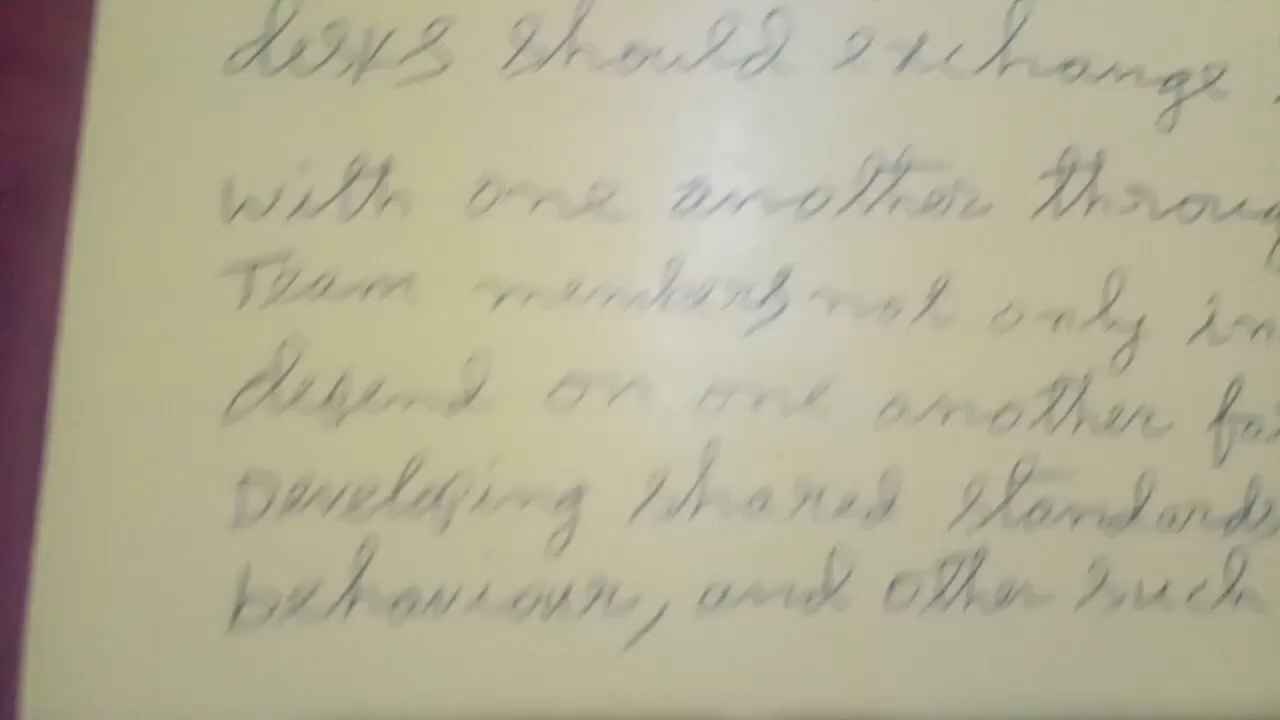 should exchange
with one another throug
Team members, not only in
depend on one another for
Developing shared standards
behaviour, and other such